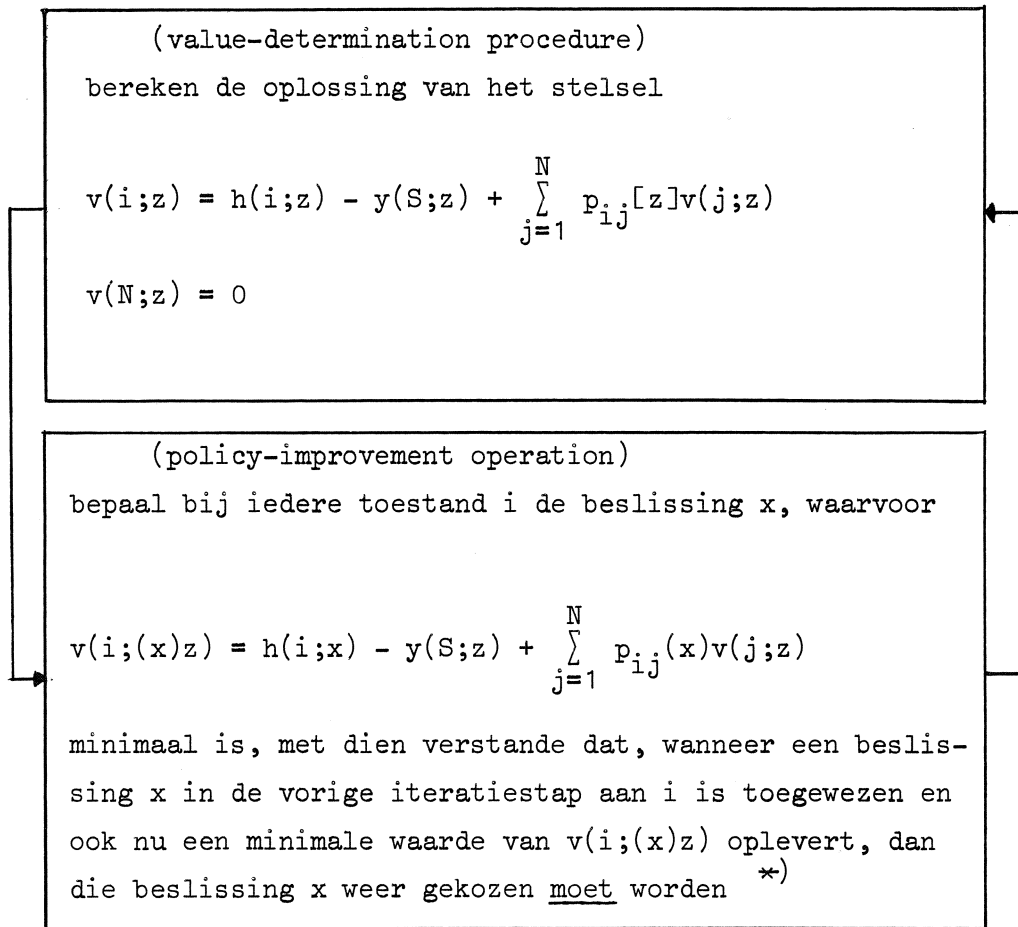 (value-determination procedure)
bereken de oplossing van het stelsel
v(i;z) = h(i;z) - y(S;z) + N∑j=1 pij[z]v(j;z)
v(N;z) = 0
(policy-improvement operation)
bepaal bij iedere toestand i de beslissing x, waarvoor
v(i;(x)z) = h(i;x) - y(S;z) + N∑j=1 pij(x)v(j;z)
minimaal is, met dien verstande dat, wanneer een beslis-
sing x in de vorige iteratiestap aan i is toegewezen en
ook nu een minimale waarde van v(i;(x)z) oplevert, dan
die beslissing x weer gekozen moet worden *)